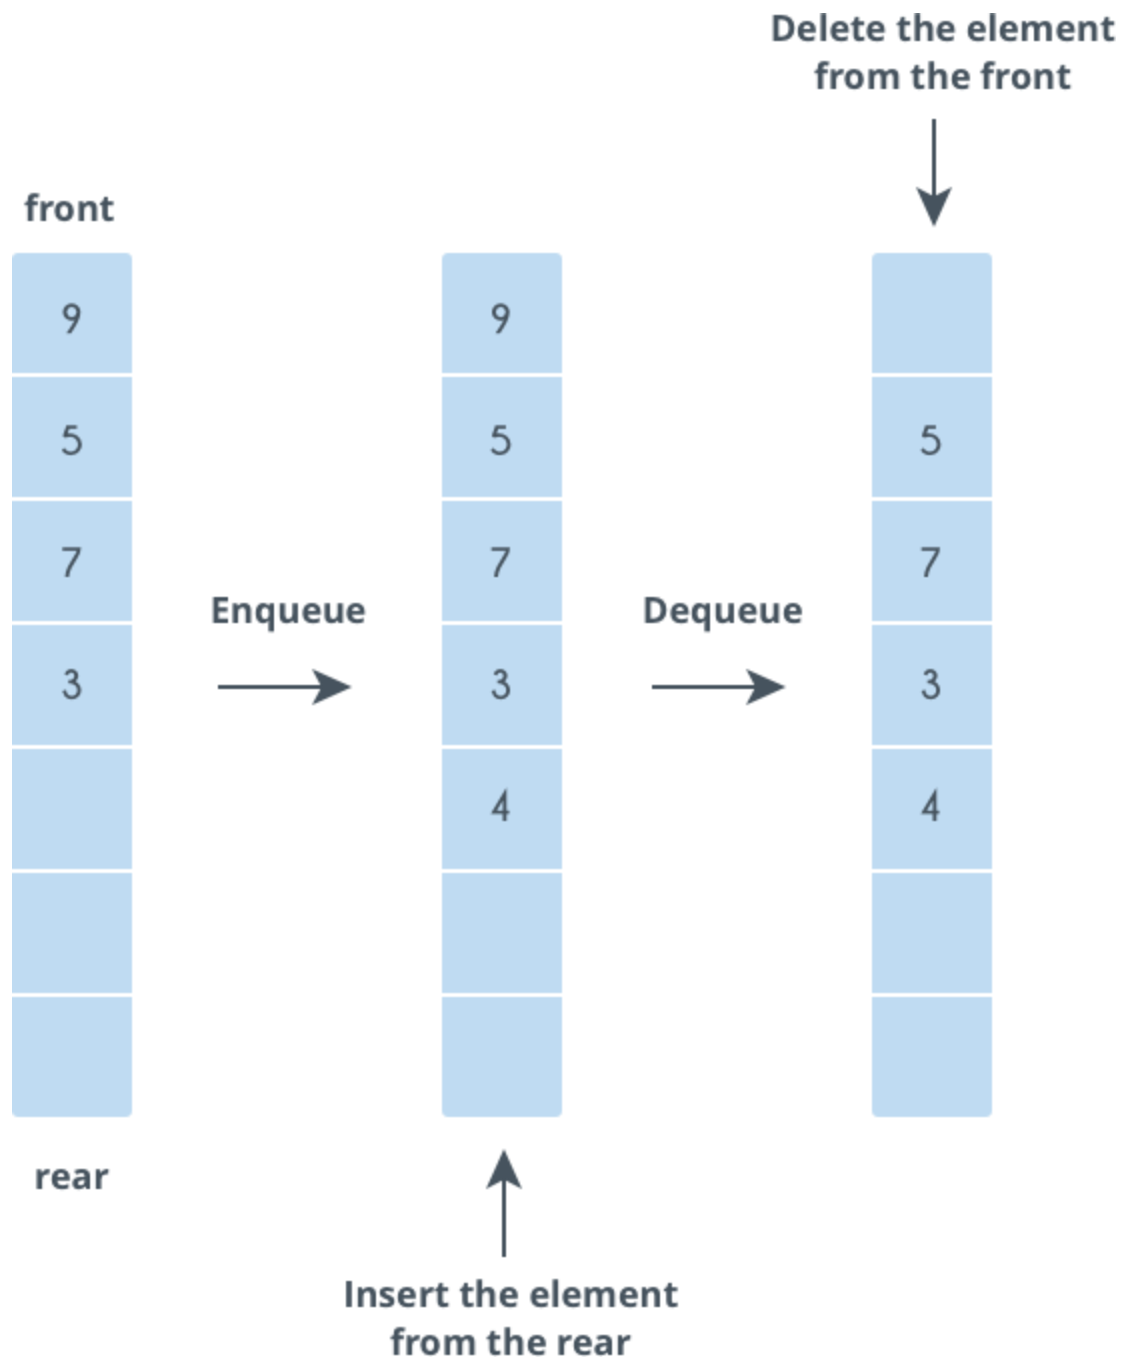 Delete the element
from the front
front
9
5
7
3
rear
Enqueue
9
5
7
3
4
Insert the element
from the rear
Dequeue
5
7
3
4